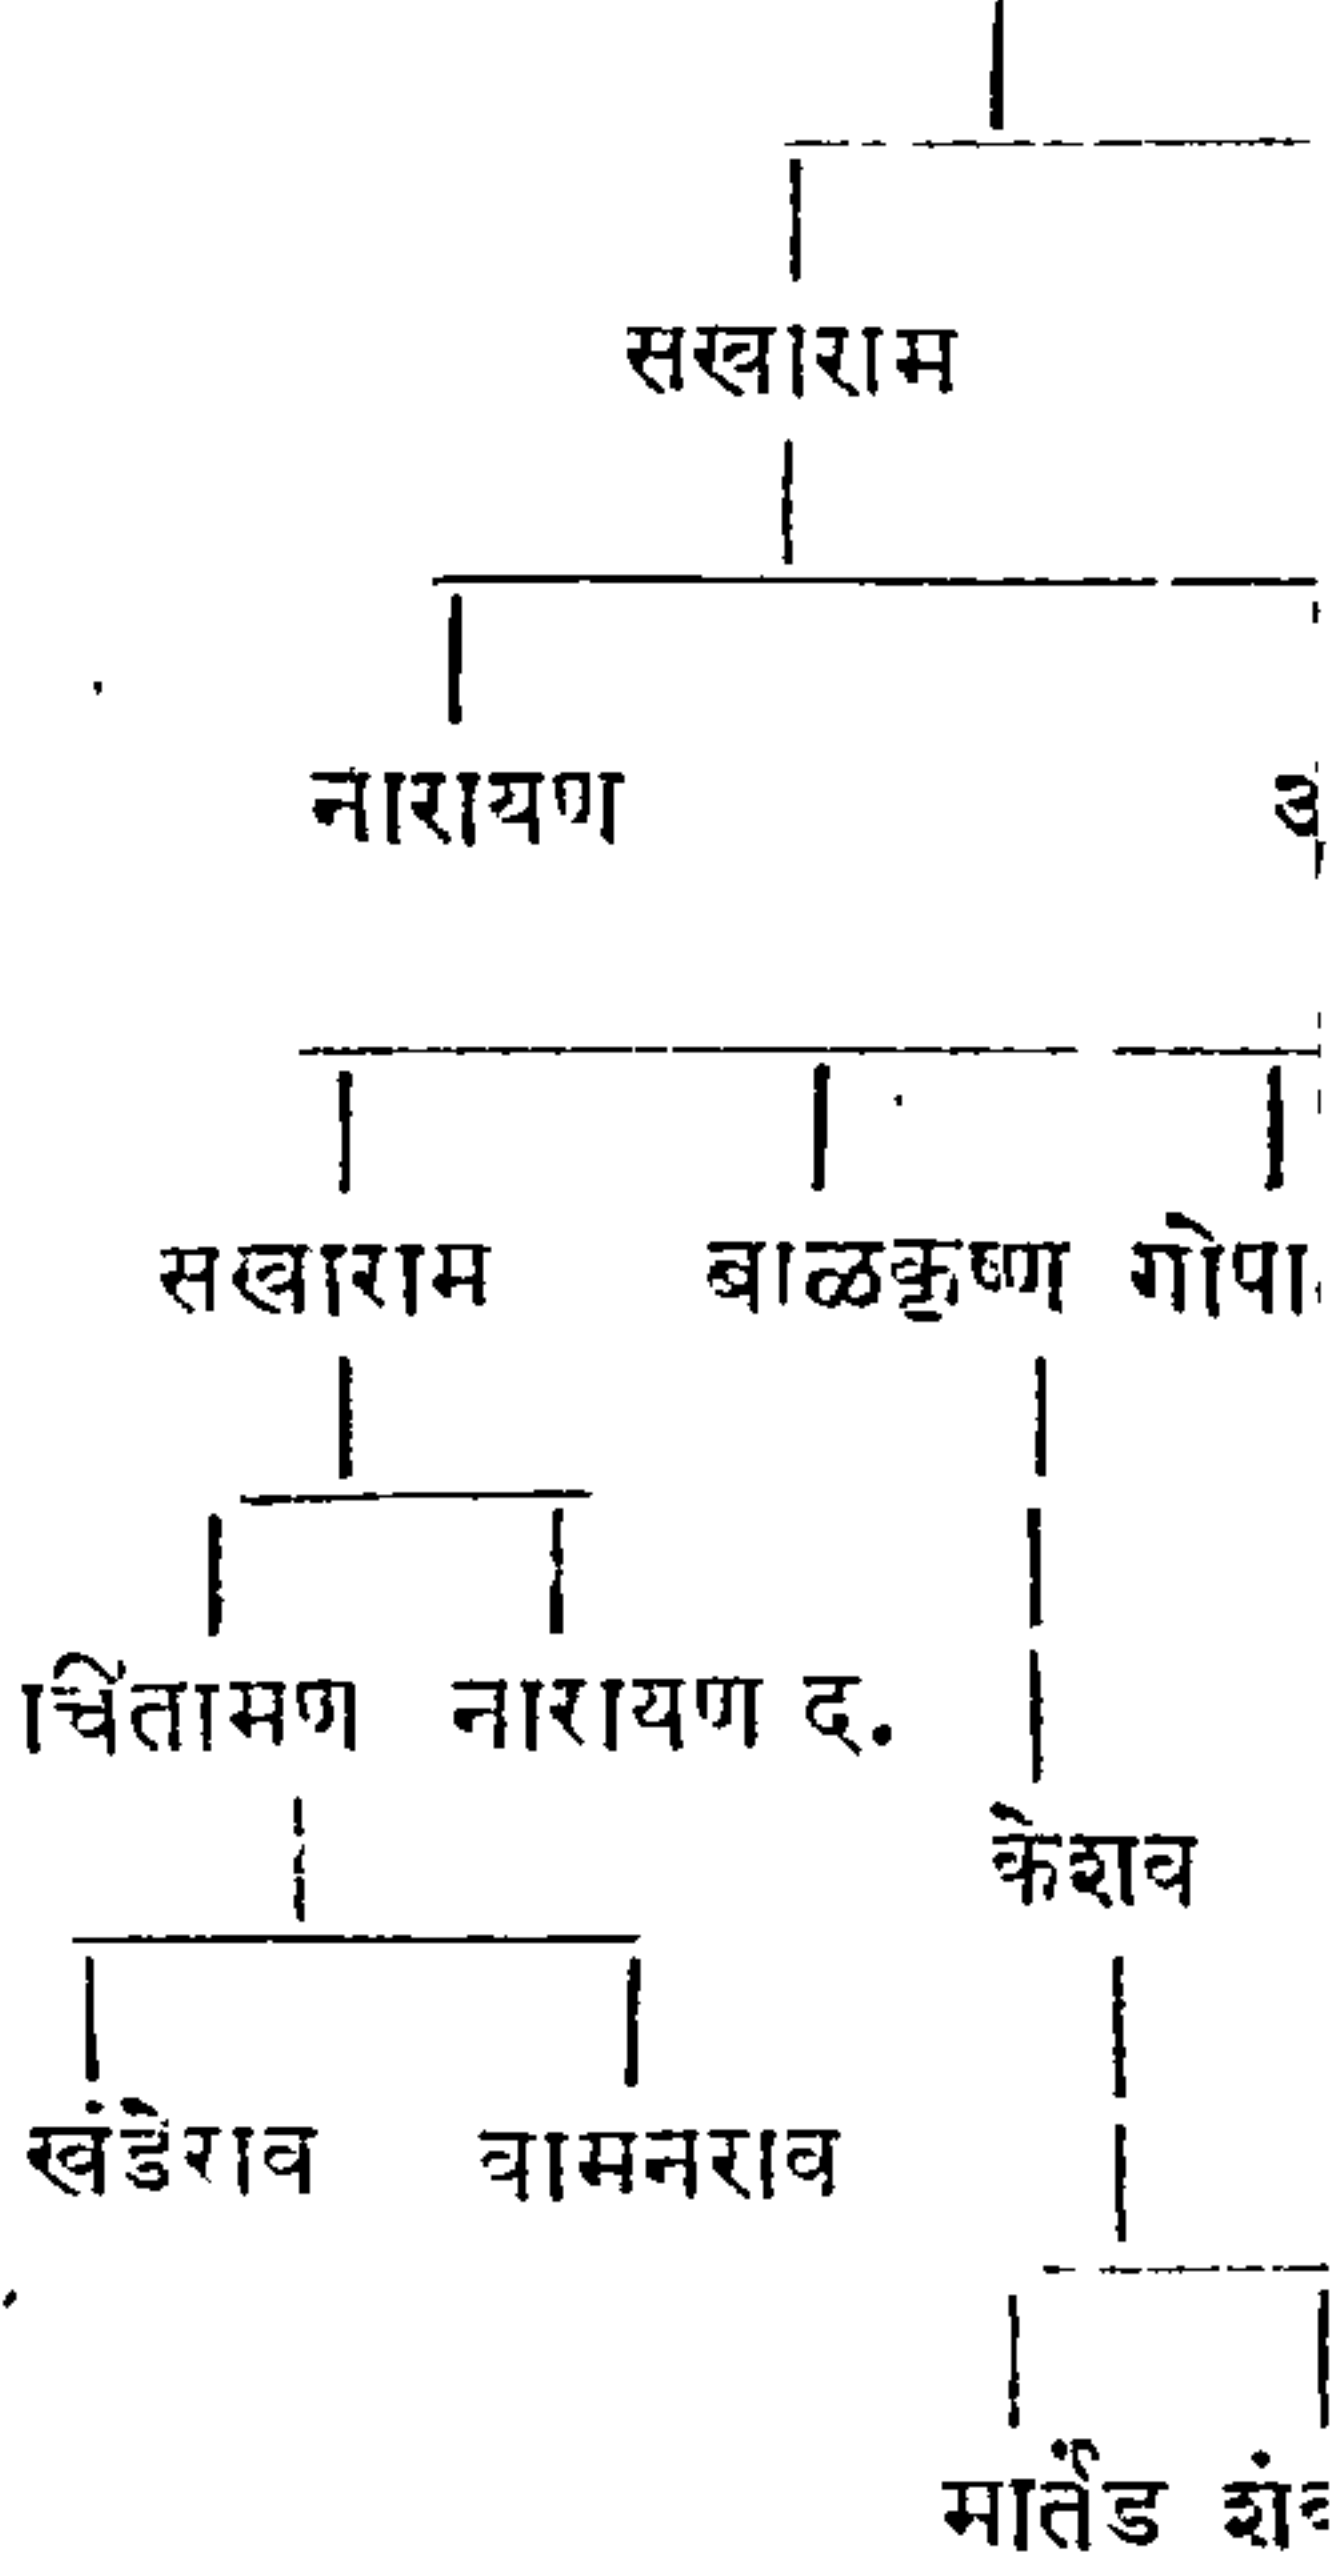 सखाराम
नारायण
सखाराम बाळकृष्ण
चिंतामण नारायण द.
केशव
खंडेराव वामनराव
मार्तंड